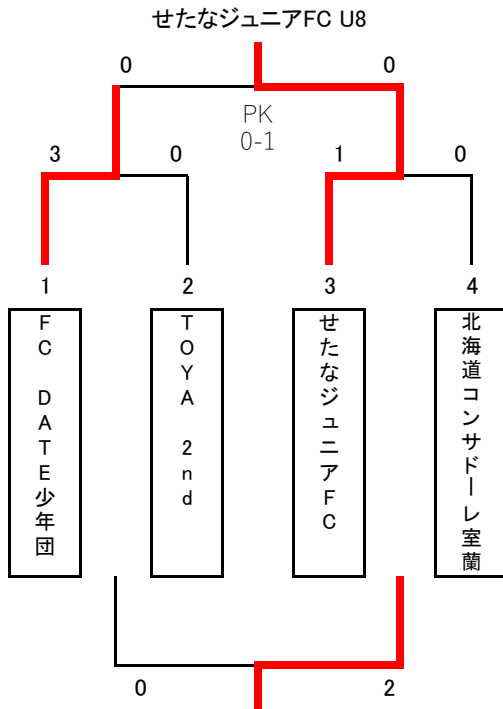 せたなジュニアFC U8
0 0
PK
0-1
3 0 1 0
1 2 3 4
FC DATE少年団
TOYA 2nd
せたなジュニアFC
北海道コンサドーレ室蘭
0 2